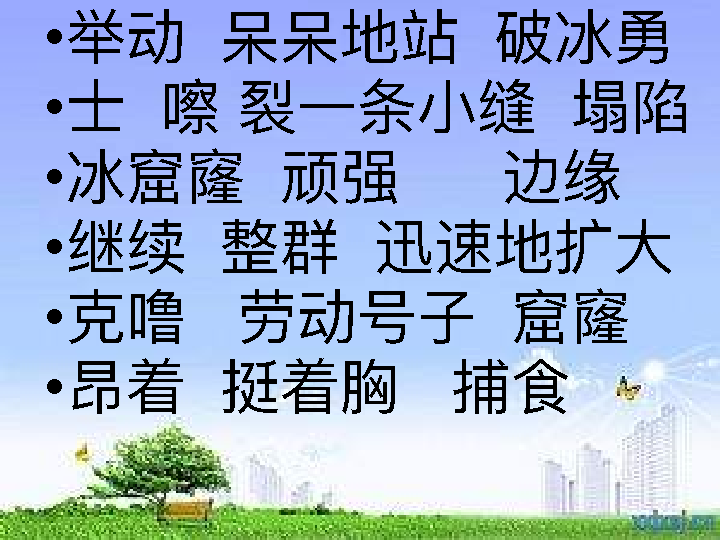 •举动  呆呆地站  破冰勇
•士  嚓 裂一条小缝  塌陷
•冰窟窿  顽强      边缘
•继续  整群  迅速地扩大
•克噜   劳动号子  窟窿
•昂着  挺着胸   捕食